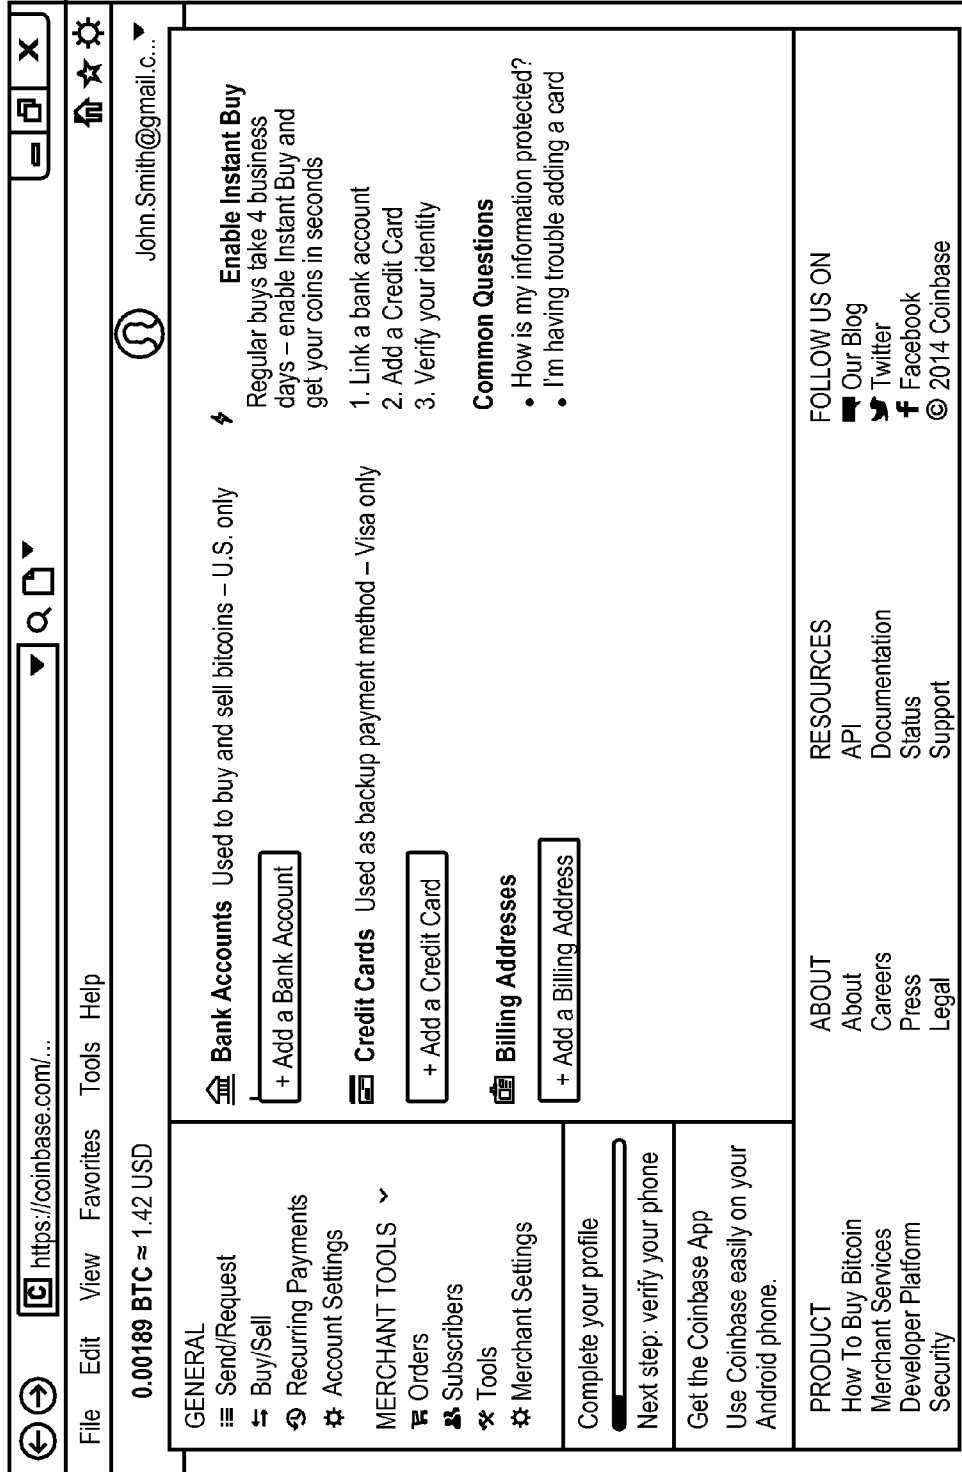 C https://coinbase.com/...
X
File Edit View Favorites Tools Help
0.00189 BTC ≈ 1.42 USD
John.Smith@gmail.c...
GENERAL
Send/Request
Buy/Sell
Recurring Payments
Account Settings
MERCHANT TOOLS
Orders
Subscribers
Tools
Merchant Settings
Complete your profile
Next step: verify your phone
Get the Coinbase App
Use Coinbase easily on your
Android phone.
Bank Accounts Used to buy and sell bitcoins – U.S. only
+ Add a Bank Account
Credit Cards Used as backup payment method – Visa only
+ Add a Credit Card
Billing Addresses
+ Add a Billing Address
Enable Instant Buy
Regular buys take 4 business
days – enable Instant Buy and
get your coins in seconds
1. Link a bank account
2. Add a Credit Card
3. Verify your identity
Common Questions
• How is my information protected?
• I'm having trouble adding a card
PRODUCT
How To Buy Bitcoin
Merchant Services
Developer Platform
Security
ABOUT
About
Careers
Press
Legal
RESOURCES
API
Documentation
Status
Support
FOLLOW US ON
Our Blog
Twitter
Facebook
© 2014 Coinbase